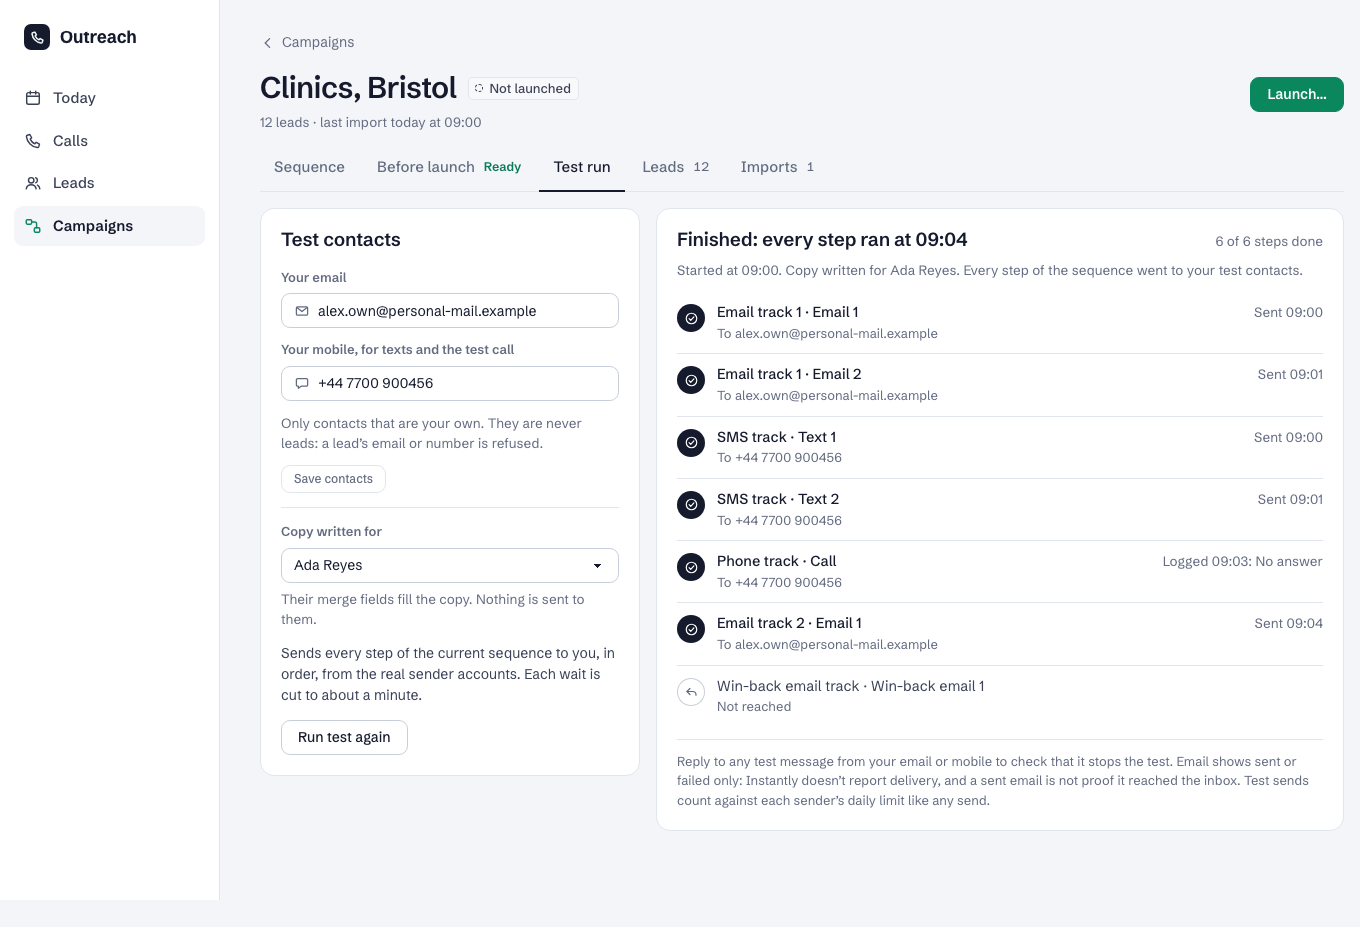 Outreach
Today
Calls
Leads
Campaigns
Campaigns
Clinics, Bristol
Not launched
Launch…
12 leads · last import today at 09:00
Sequence
Before launch Ready
Test run
Leads 12
Imports 1
Test contacts
Your email
alex.own@personal-mail.example
Your mobile, for texts and the test call
+44 7700 900456
Only contacts that are your own. They are never
leads: a lead’s email or number is refused.
Save contacts
Copy written for
Ada Reyes
Their merge fields fill the copy. Nothing is sent to
them.
Sends every step of the current sequence to you, in
order, from the real sender accounts. Each wait is
cut to about a minute.
Run test again
Finished: every step ran at 09:04
6 of 6 steps done
Started at 09:00. Copy written for Ada Reyes. Every step of the sequence went to your test contacts.
Email track 1 · Email 1
Sent 09:00
To alex.own@personal-mail.example
Email track 1 · Email 2
Sent 09:01
To alex.own@personal-mail.example
SMS track · Text 1
Sent 09:00
To +44 7700 900456
SMS track · Text 2
Sent 09:01
To +44 7700 900456
Phone track · Call
Logged 09:03: No answer
To +44 7700 900456
Email track 2 · Email 1
Sent 09:04
To alex.own@personal-mail.example
Win-back email track · Win-back email 1
Not reached
Reply to any test message from your email or mobile to check that it stops the test. Email shows sent or
failed only: Instantly doesn’t report delivery, and a sent email is not proof it reached the inbox. Test sends
count against each sender’s daily limit like any send.